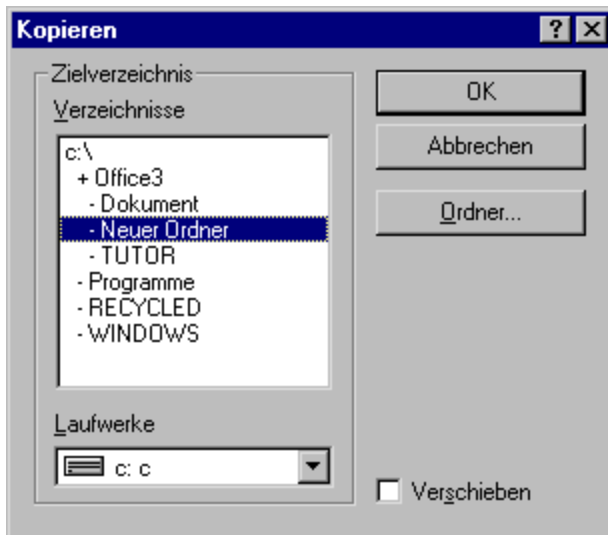 Kopieren
Zielverzeichnis
Verzeichnisse
c:\
+ Office3
- Dokument
- Neuer Ordner
- TUTOR
- Programme
- RECYCLED
- WINDOWS
Laufwerke
c: c
OK
Abbrechen
Ordner...
Verschieben